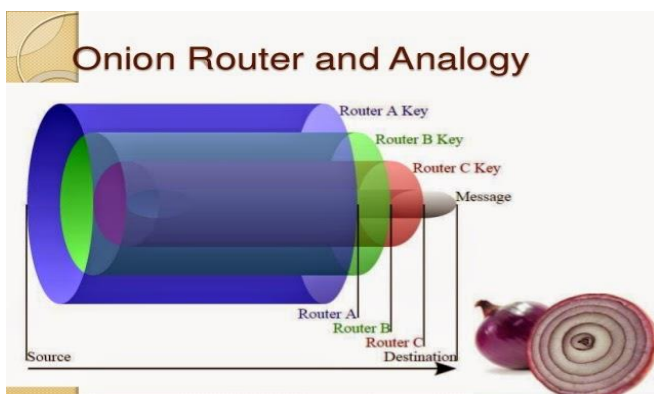 Onion Router and Analogy
Router A Key
Router B Key
Router C Key
Message
Router A
Router B
Router C
Source
Destination